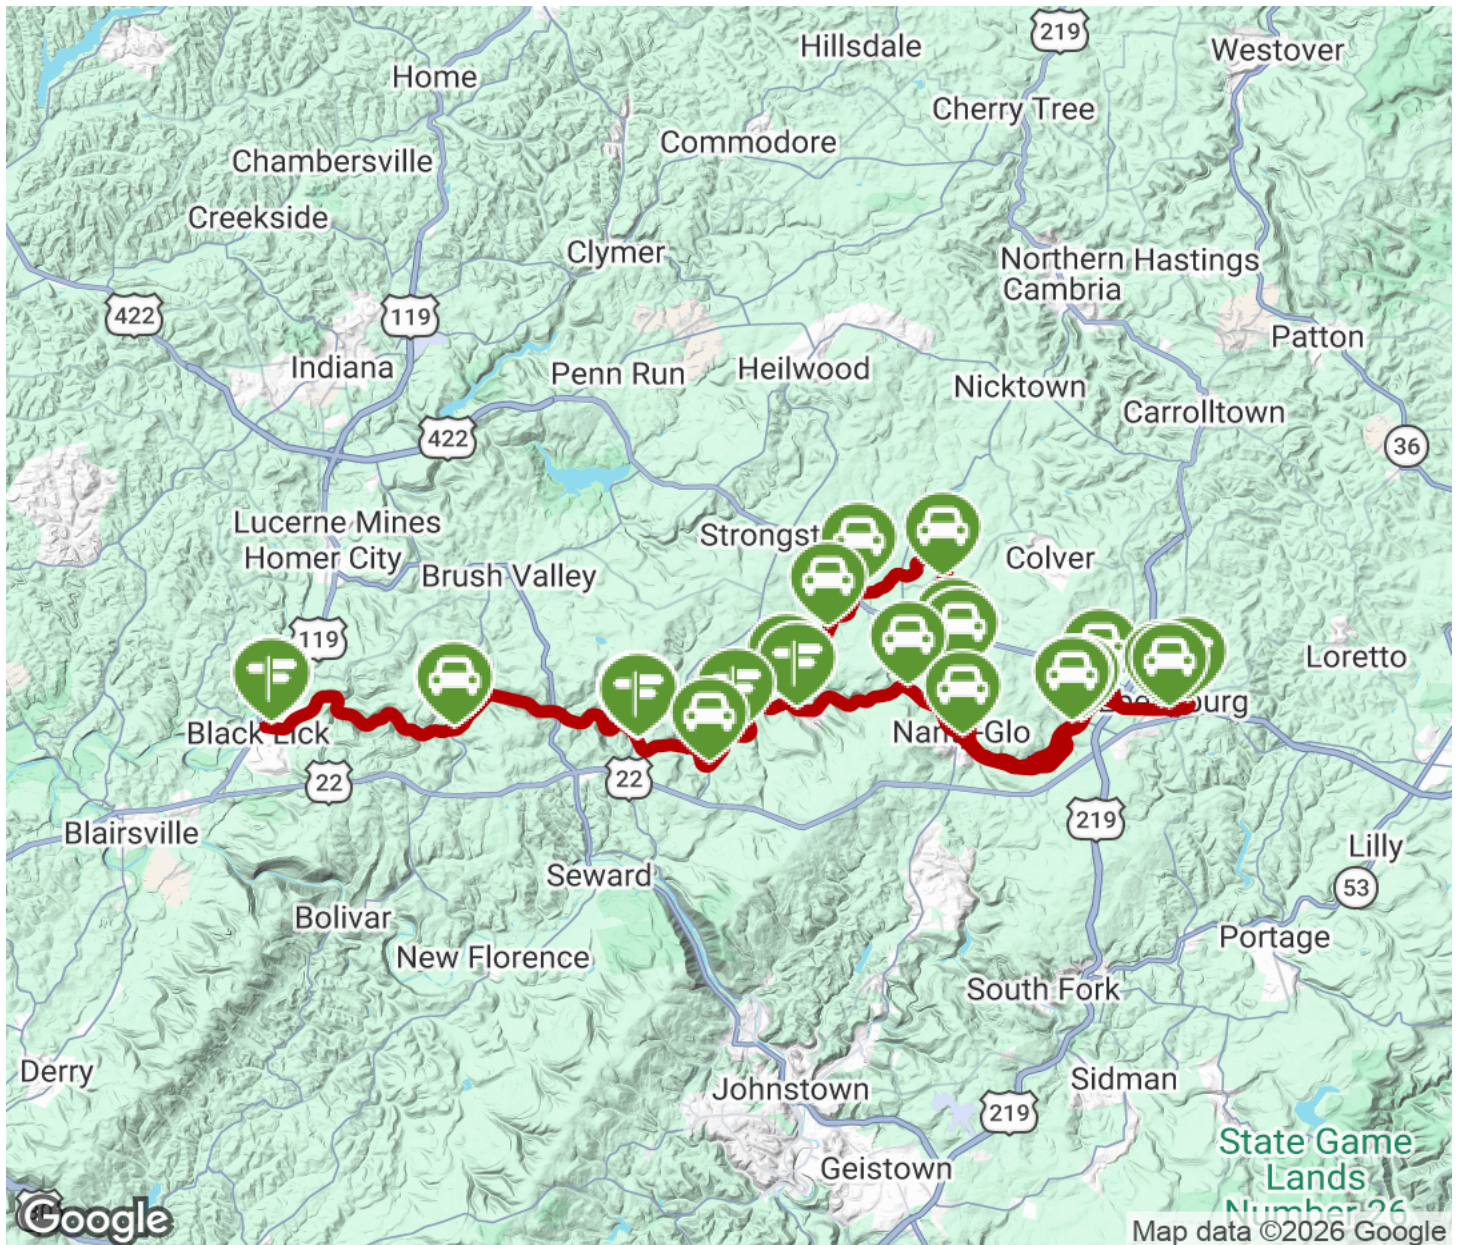 219
Hillsdale
Westover
Home
Cherry Tree
Commodore
Chambersville
Creekside
Clymer
Northern
Cambria
Hastings
422
119
Patton
Indiana
Penn Run
Heilwood
Nicktown
Carrolltown
422
36
Lucerne Mines
Homer City
Brush Valley
Colver
119
Loretto
Black Lick
22
22
219
Blairsville
Lilly
Seward
53
Bolivar
Portage
New Florence
South Fork
Derry
Sidman
Johnstown
219
Geistown
State Game
Lands
Number 26
Google
Map data ©2026 Google